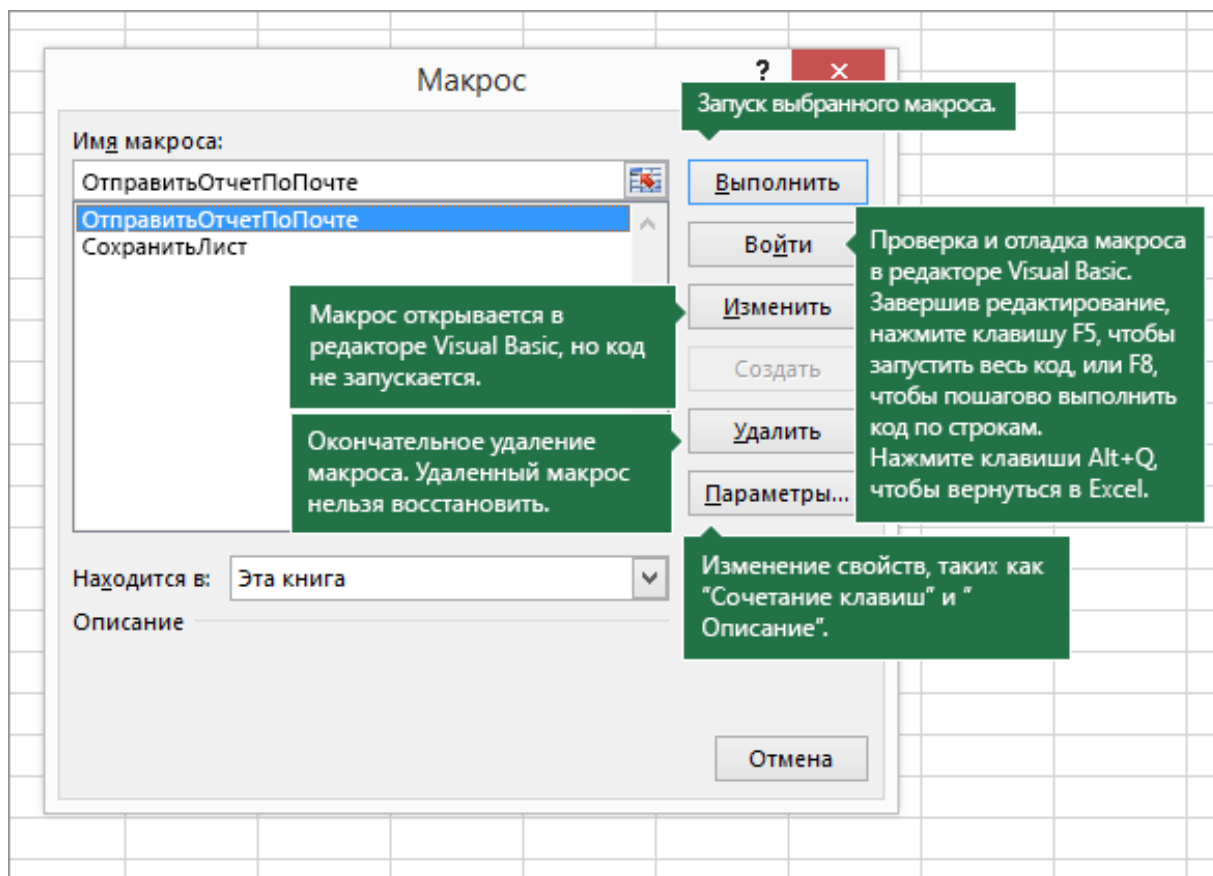 Макрос
?
Запуск выбранного макроса.
Имя макроса:
ОтправитьОтчетПоПочте
Выполнить
ОтправитьОтчетПоПочте
СохранитьЛист
Войти
Проверка и отладка макроса
в редакторе Visual Basic.
Завершив редактирование,
нажмите клавишу F5, чтобы
запустить весь код, или F8,
чтобы пошагово выполнить
код по строкам.
Нажмите клавиши Alt+Q,
чтобы вернуться в Excel.
Макрос открывается в
редакторе Visual Basic, но код
не запускается.
Изменить
Создать
Окончательное удаление
макроса. Удаленный макрос
нельзя восстановить.
Удалить
Параметры...
Изменение свойств, таких как
"Сочетание клавиш" и "
Описание".
Находится в:
Эта книга
Описание
Отмена